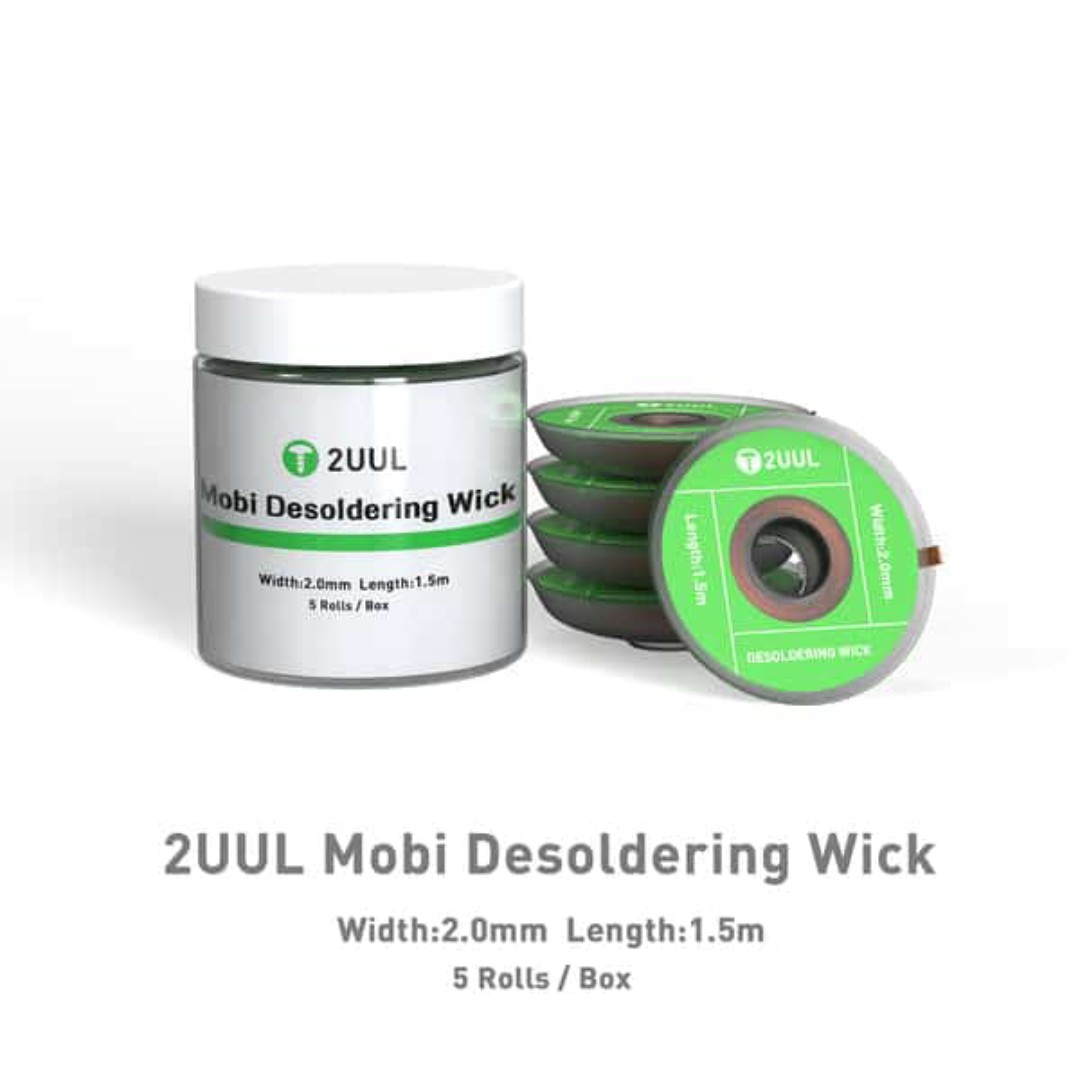 2UUL
Mobi Desoldering Wick
Width:2.0mm Length:1.5m
5 Rolls / Box
2UUL
2UUL
Length:1.5m
Width:2.0mm
DESOLDERING WICK
2UUL Mobi Desoldering Wick
Width:2.0mm Length:1.5m
5 Rolls / Box